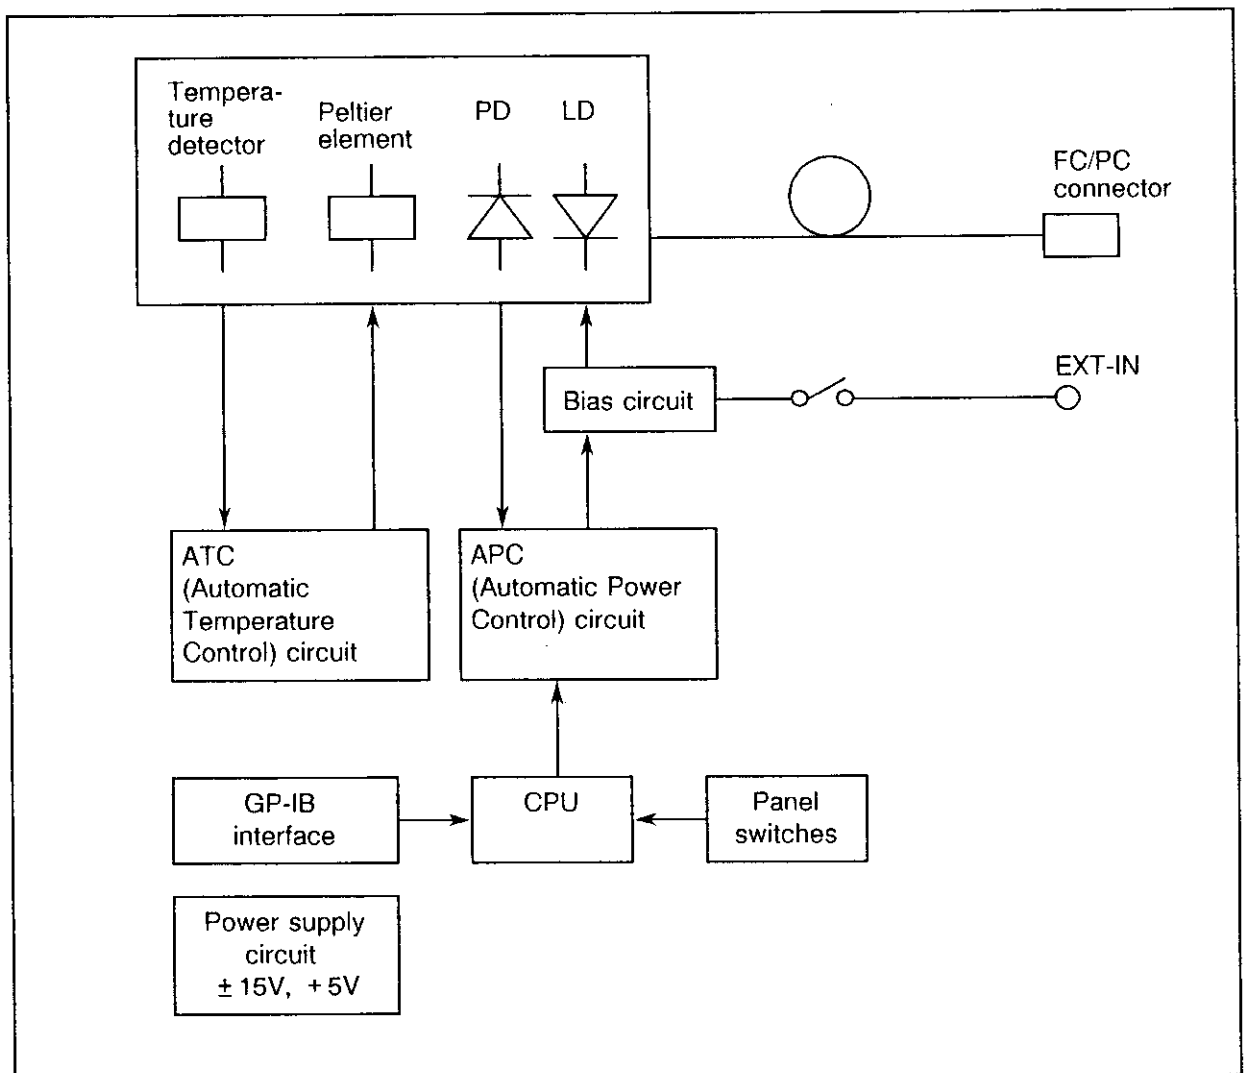 Tempera-
ture
detector
Peltier
element
PD
LD
FC/PC
connector
EXT-IN
Bias circuit
ATC
(Automatic
Temperature
Control) circuit
APC
(Automatic Power
Control) circuit
GP-IB
interface
CPU
Panel
switches
Power supply
circuit
± 15V, +5V